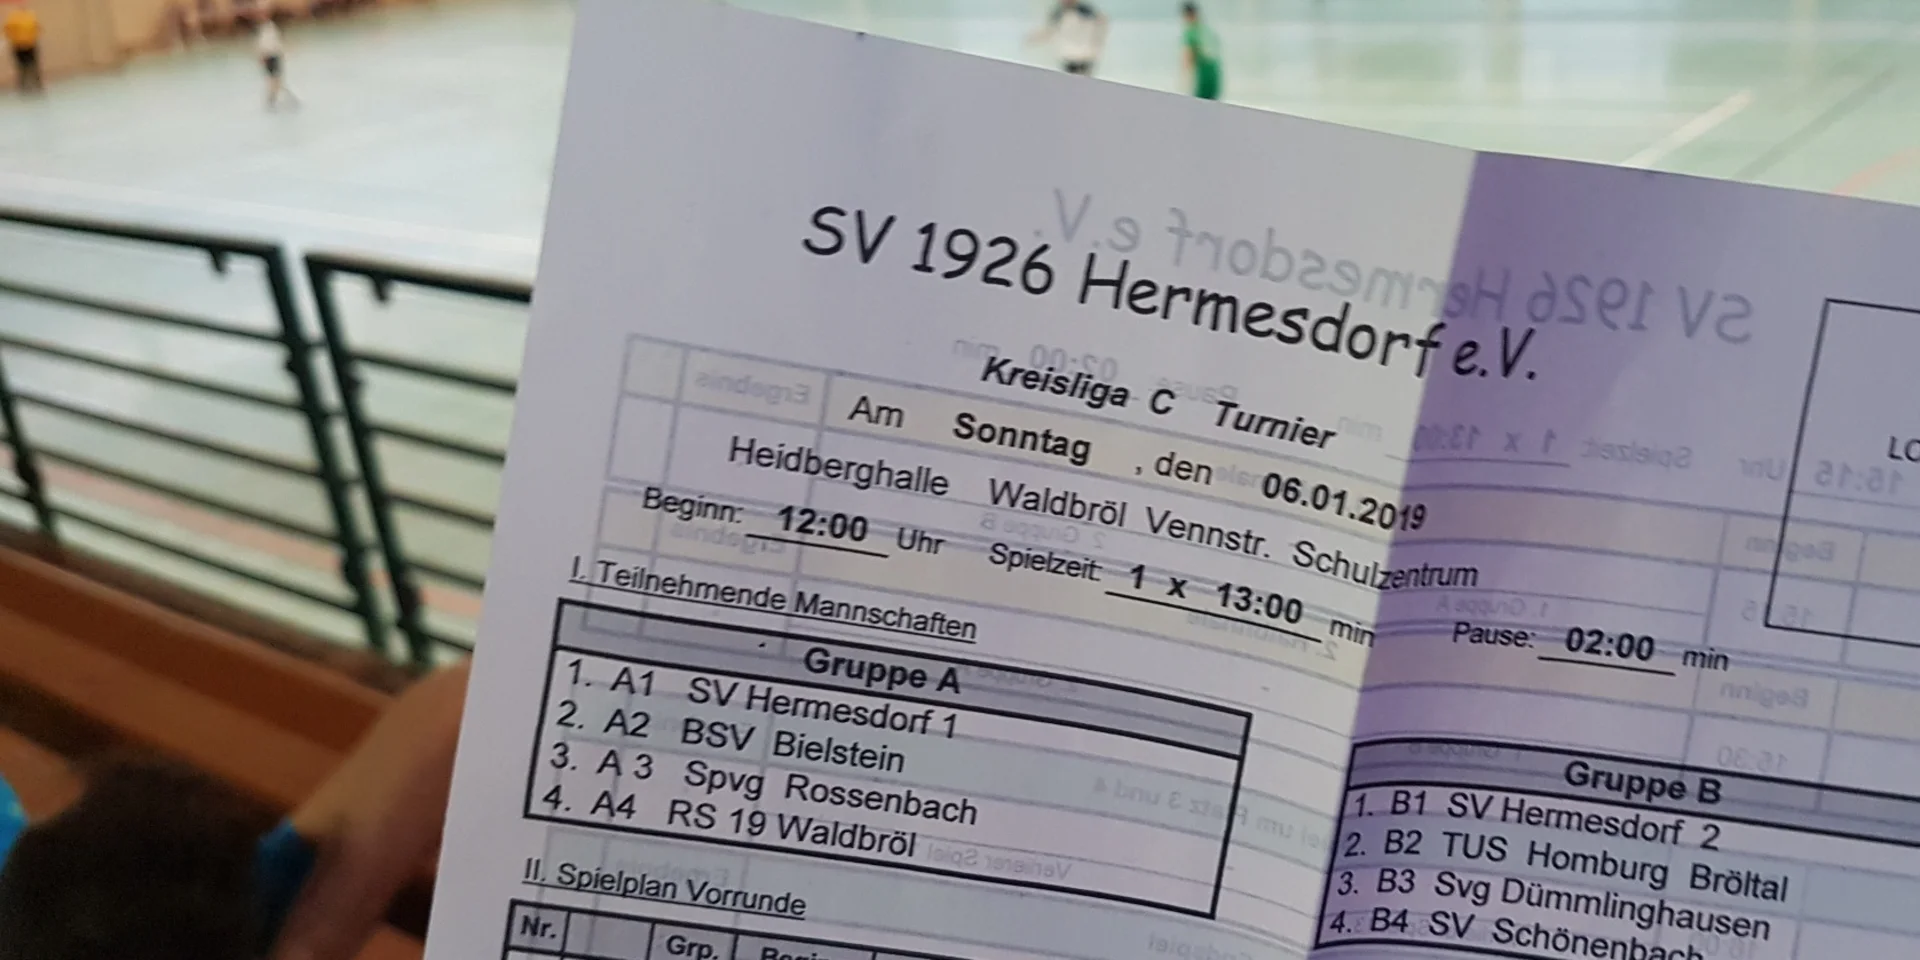 SV 1926 Hermesdorf e.V.
Kreisliga C Turnier
Am Sonntag , den 06.01.2019
Heidberghalle Waldbröl Vennstr. Schulzentrum
Beginn: 12:00 Uhr Spielzeit: 1 x 13:00 min Pause: 02:00 min
I. Teilnehmende Mannschaften
Gruppe A
1. A1 SV Hermesdorf 1
2. A2 BSV Bielstein
3. A 3 Spvg Rossenbach
4. A4 RS 19 Waldbröl
Gruppe B
1. B1 SV Hermesdorf 2
2. B2 TUS Homburg Bröltal
3. B3 Svg Dümmlinghausen
4. B4 SV Schönenbach
II. Spielplan Vorrunde
Nr. Grp.